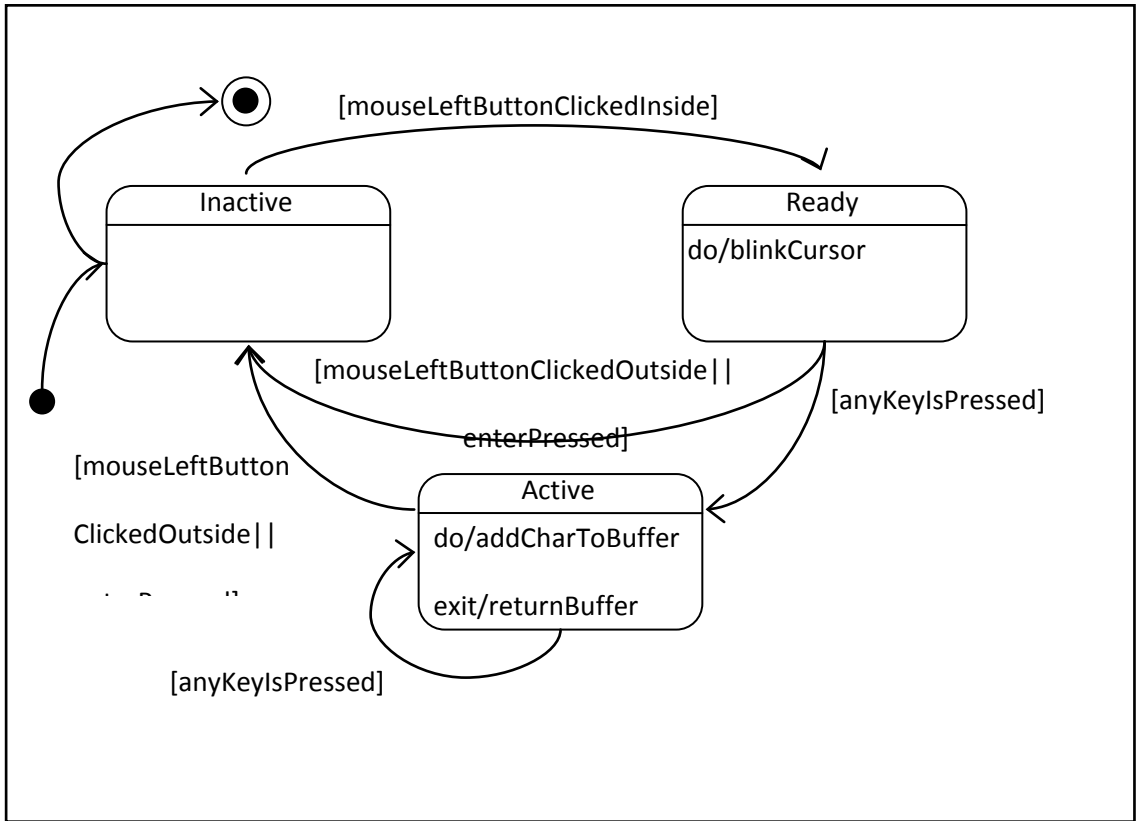 [mouseLeftButtonClickedInside]
Inactive
Ready
do/blinkCursor
[mouseLeftButtonClickedOutside||
enterPressed]
[anyKeyIsPressed]
[mouseLeftButton
ClickedOutside||
Active
do/addCharToBuffer
exit/returnBuffer
[anyKeyIsPressed]